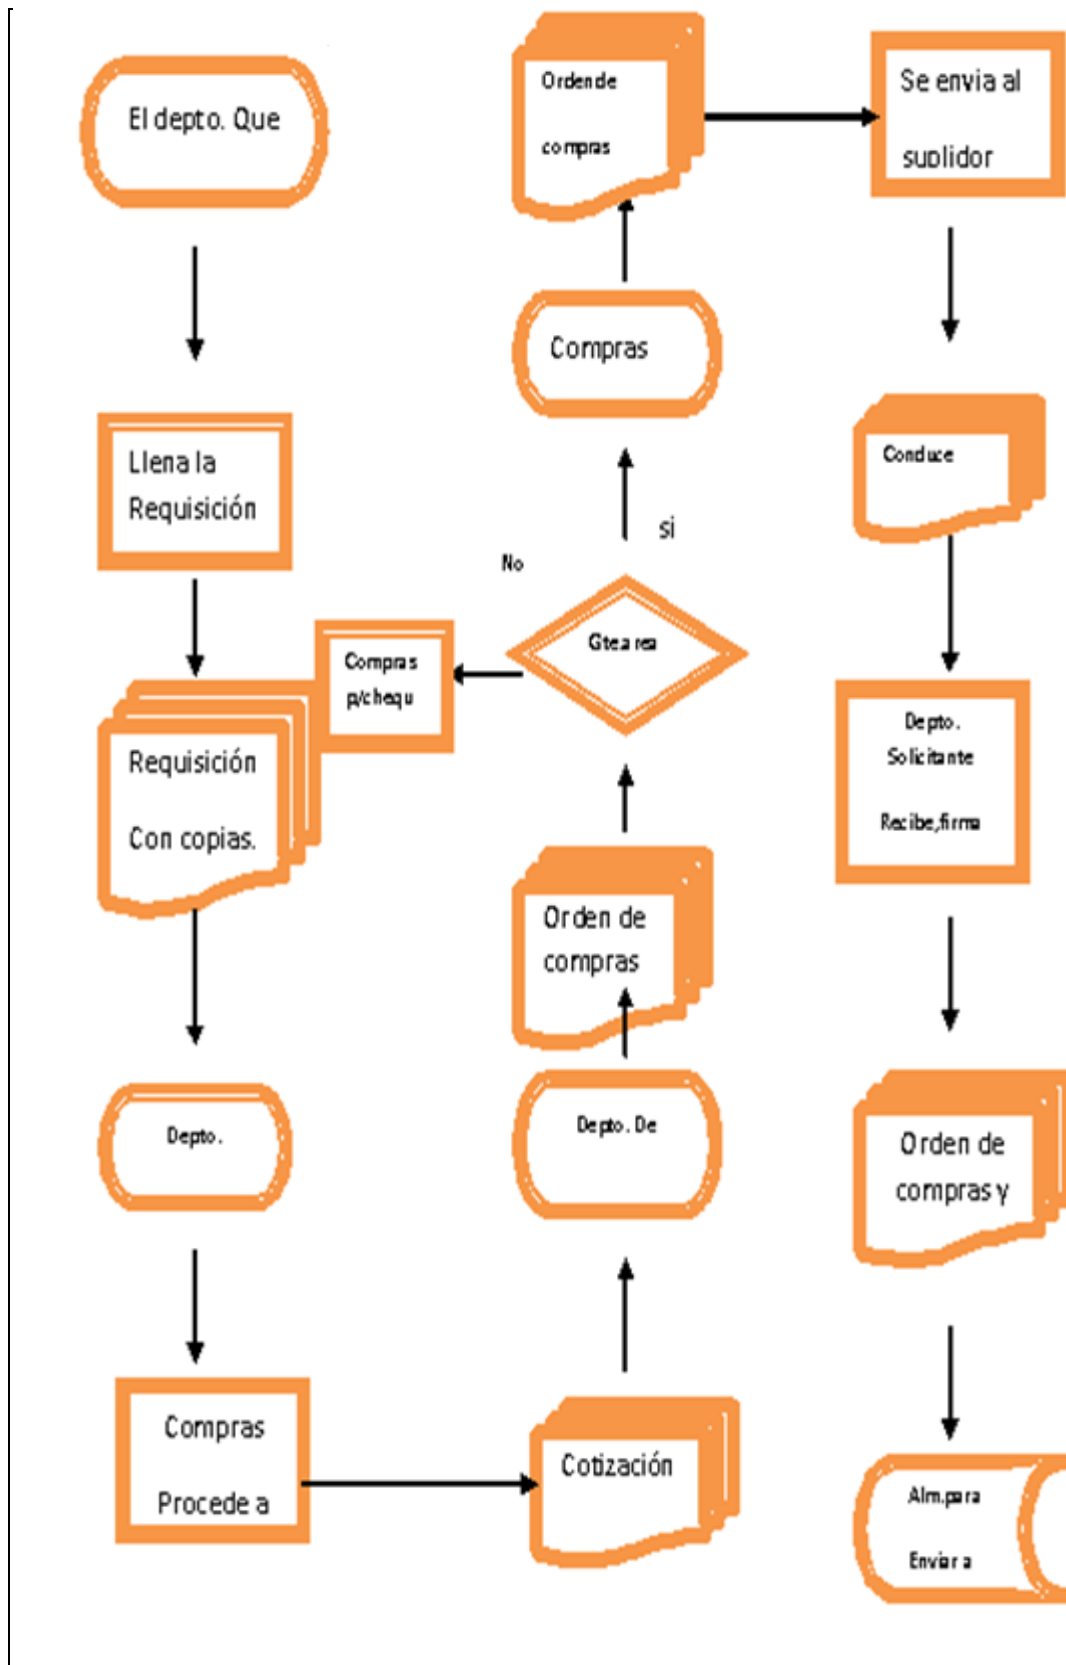 El depto. Que
Llena la
Requisición
Requisición
Con copias.
Depto.
Compras
Procede a
Cotización
Depto. De
Orden de
compras
Gte.area
No
si
Compras
p/chequ
Compras
Orden de
compras
Se envia al
suplidor
Conduce
Depto.
Solicitante
Recibe,firma
Orden de
compras y
Alm.para
Enviar a